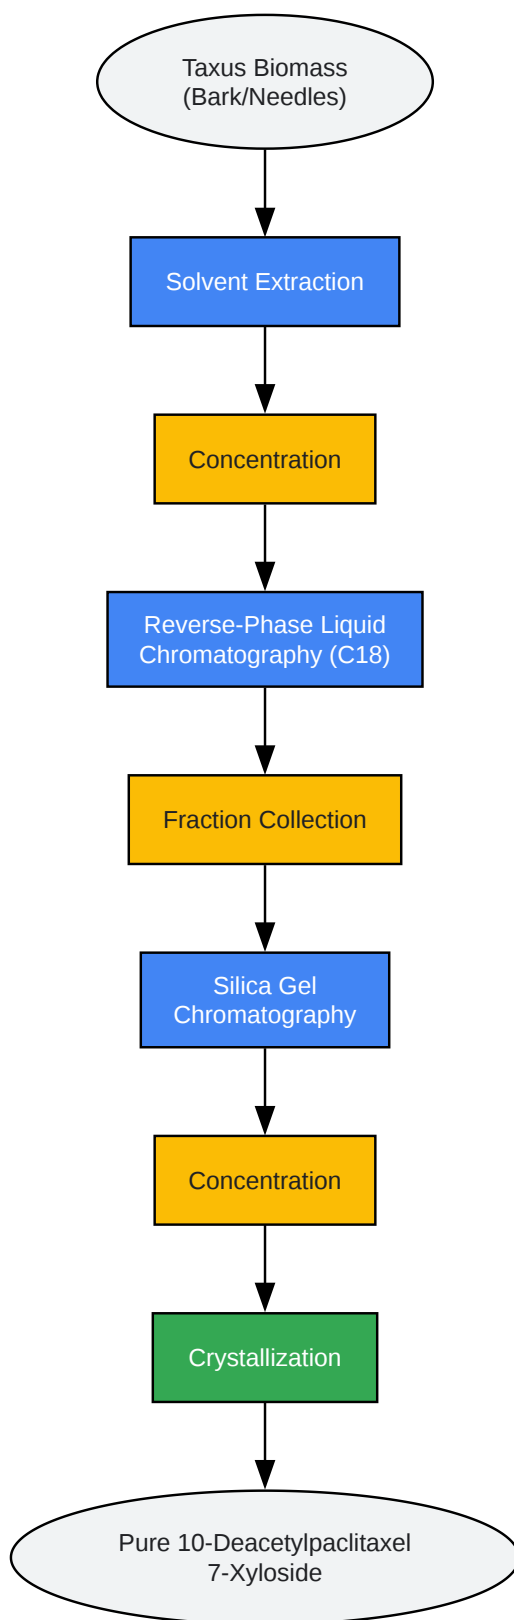 Taxus Biomass
(Bark/Needles)
Solvent Extraction
Concentration
Reverse-Phase Liquid
Chromatography (C18)
Fraction Collection
Silica Gel
Chromatography
Concentration
Crystallization
Pure 10-Deacetylpaclitaxel
7-Xyloside